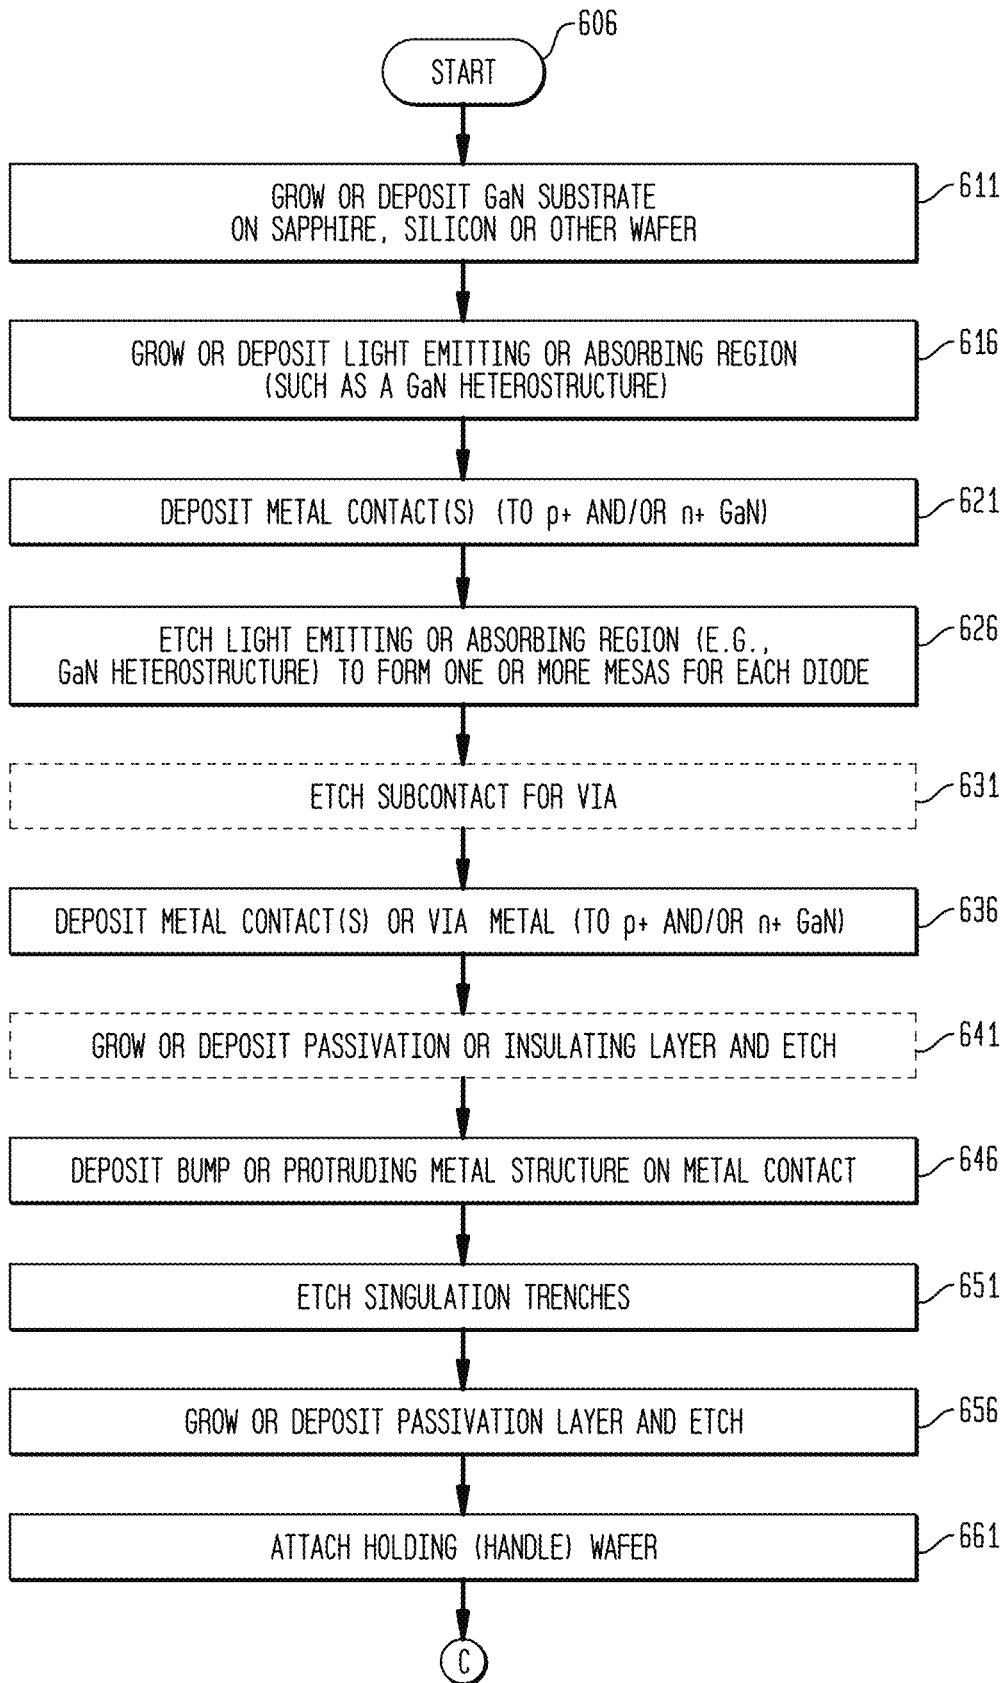 606
START
GROW OR DEPOSIT GaN SUBSTRATE
ON SAPPHIRE, SILICON OR OTHER WAFER
611
GROW OR DEPOSIT LIGHT EMITTING OR ABSORBING REGION
(SUCH AS A GaN HETEROSTRUCTURE)
616
DEPOSIT METAL CONTACT(S) (TO p+ AND/OR n+ GaN)
621
ETCH LIGHT EMITTING OR ABSORBING REGION (E.G.,
GaN HETEROSTRUCTURE) TO FORM ONE OR MORE MESAS FOR EACH DIODE
626
ETCH SUBCONTACT FOR VIA
631
DEPOSIT METAL CONTACT(S) OR VIA METAL (TO p+ AND/OR n+ GaN)
636
GROW OR DEPOSIT PASSIVATION OR INSULATING LAYER AND ETCH
641
DEPOSIT BUMP OR PROTRUDING METAL STRUCTURE ON METAL CONTACT
646
ETCH SINGULATION TRENCHES
651
GROW OR DEPOSIT PASSIVATION LAYER AND ETCH
656
ATTACH HOLDING (HANDLE) WAFER
661
C